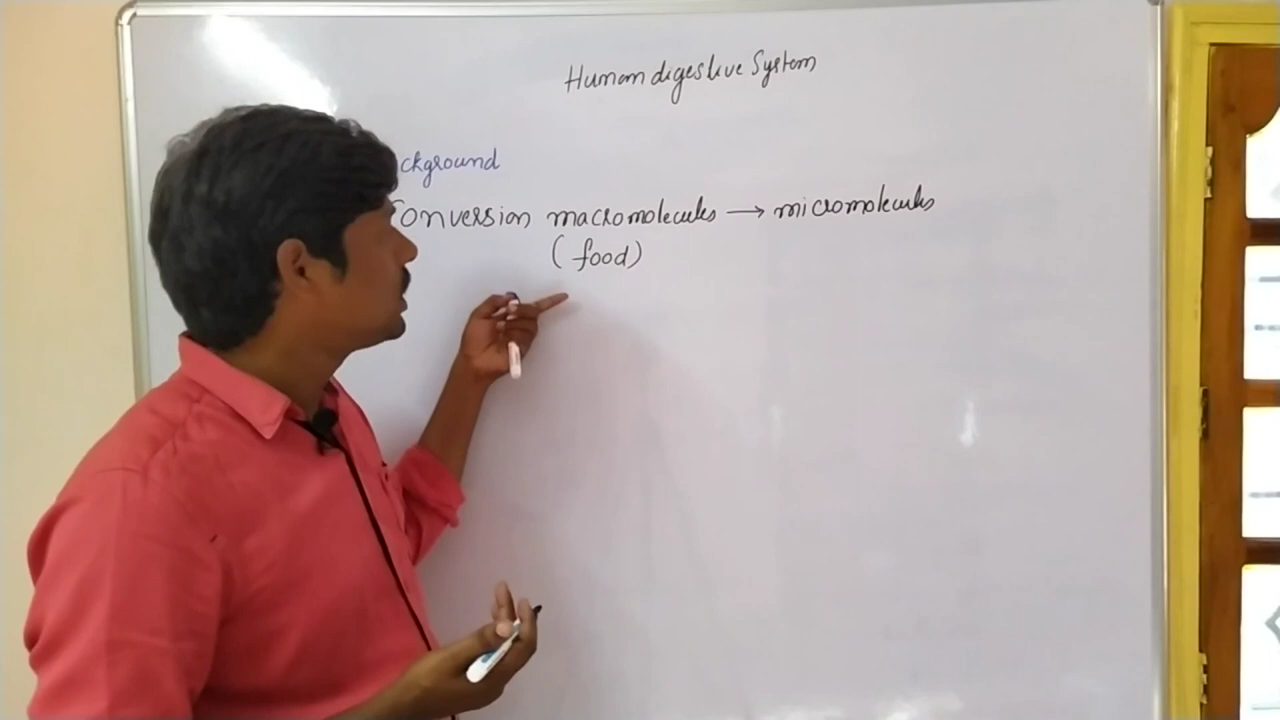 Human digestive System
ckground
Conversion macromolecules → micromolecules
(food)